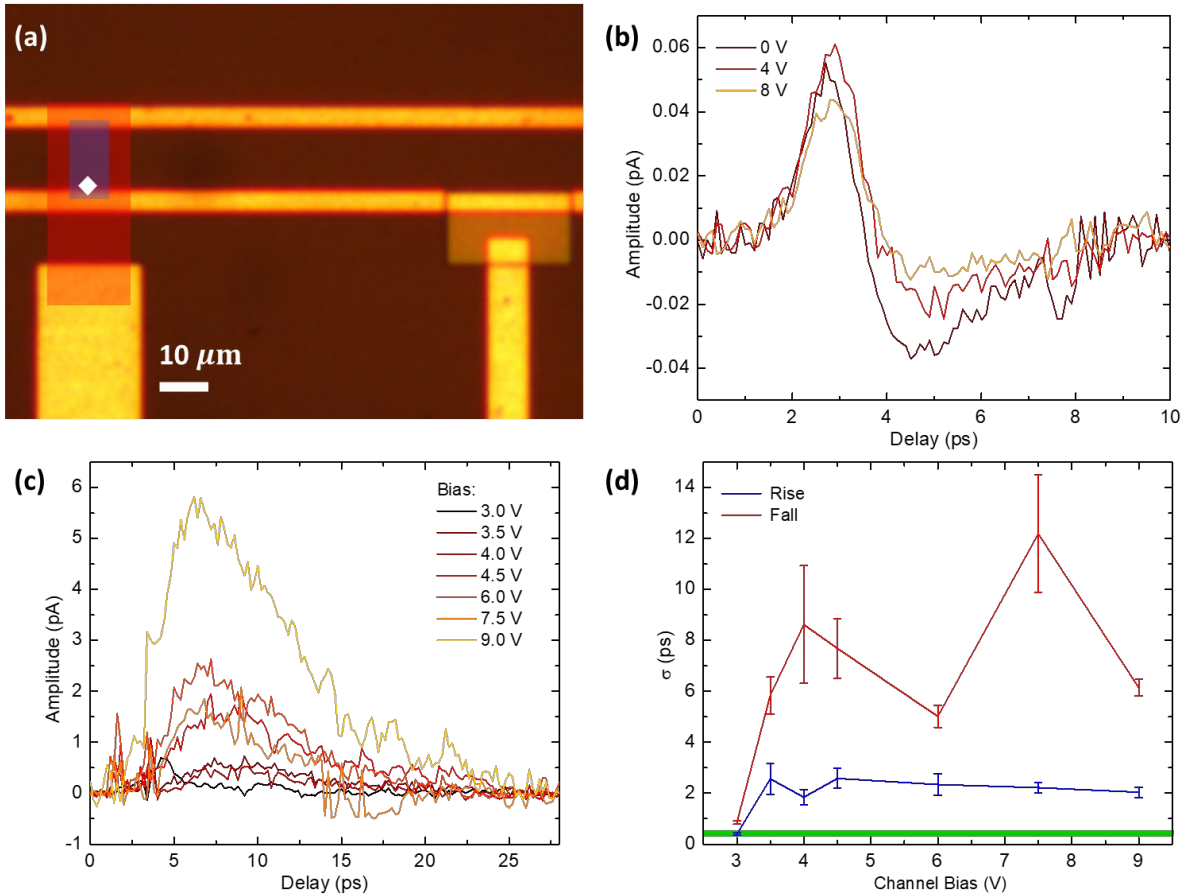 (a)
10 μm
(b)
0 V
4 V
8 V
0.06
0.04
0.02
0.00
-0.02
-0.04
Amplitude (pA)
0 2 4 6 8 10
Delay (ps)
(c)
Bias:
3.0 V
3.5 V
4.0 V
4.5 V
6.0 V
7.5 V
9.0 V
6
5
4
3
2
1
0
-1
Amplitude (pA)
0 5 10 15 20 25
Delay (ps)
(d)
Rise
Fall
14
12
10
8
6
4
2
0
σ (ps)
3 4 5 6 7 8 9
Channel Bias (V)